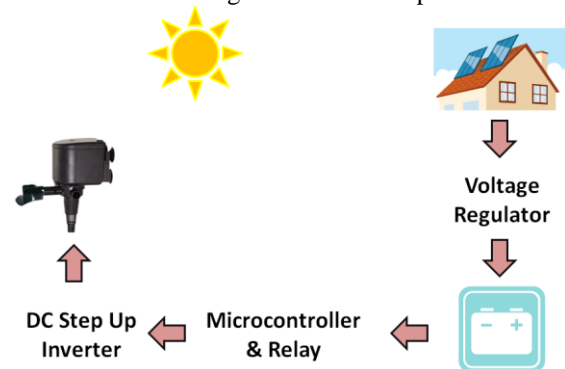 Voltage
Regulator
DC Step Up
Inverter
Microcontroller
& Relay
- +